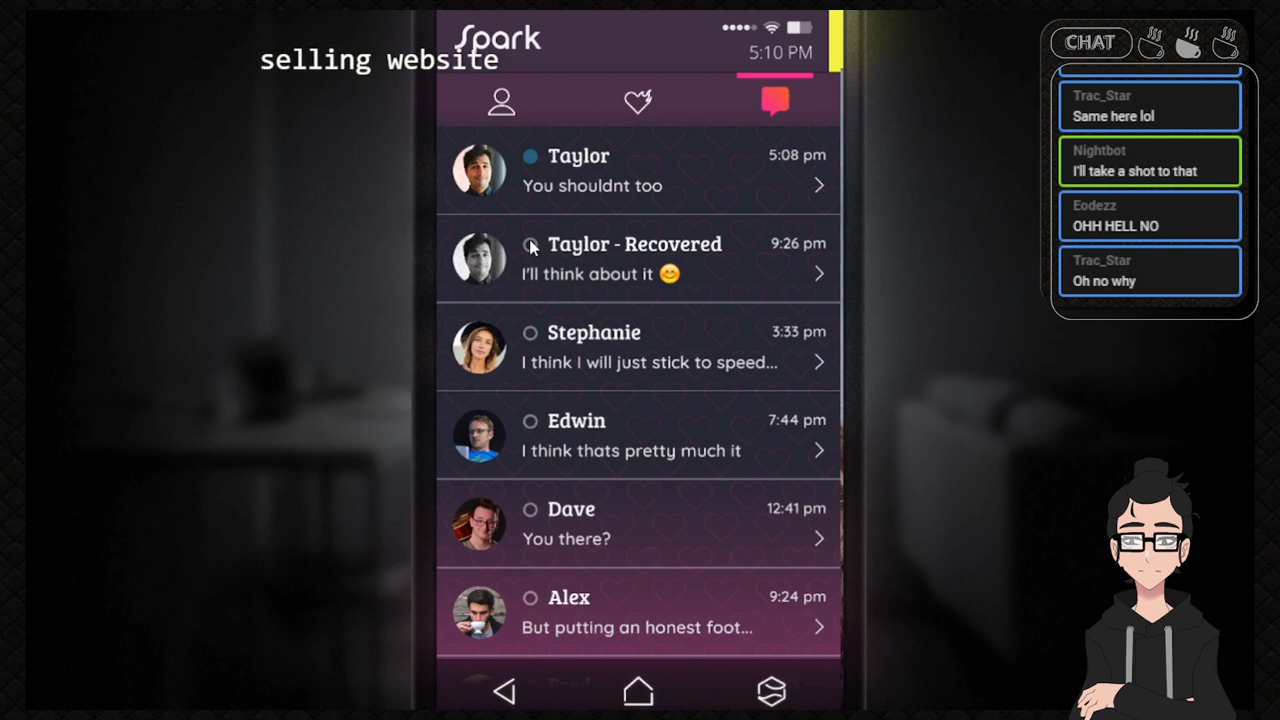 Spark
5:10 PM
selling website
Taylor
5:08 pm
You shouldnt too
Taylor - Recovered
9:26 pm
I'll think about it 😊
Stephanie
3:33 pm
I think I will just stick to speed...
Edwin
7:44 pm
I think thats pretty much it
Dave
12:41 pm
You there?
Alex
9:24 pm
But putting an honest foot...
CHAT
Trac_Star
Same here lol
Nightbot
I'll take a shot to that
Eodezz
OHH HELL NO
Trac_Star
Oh no why